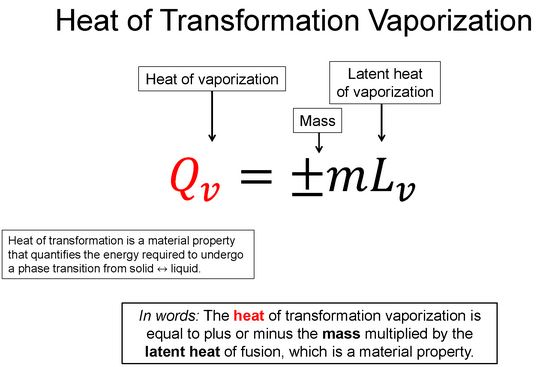 Heat of Transformation Vaporization
Heat of vaporization
Latent heat
of vaporization
Mass
Qᵥ = ±mLᵥ
Heat of transformation is a material property
that quantifies the energy required to undergo
a phase transition from solid ↔ liquid.
In words: The heat of transformation vaporization is
equal to plus or minus the mass multiplied by the
latent heat of fusion, which is a material property.